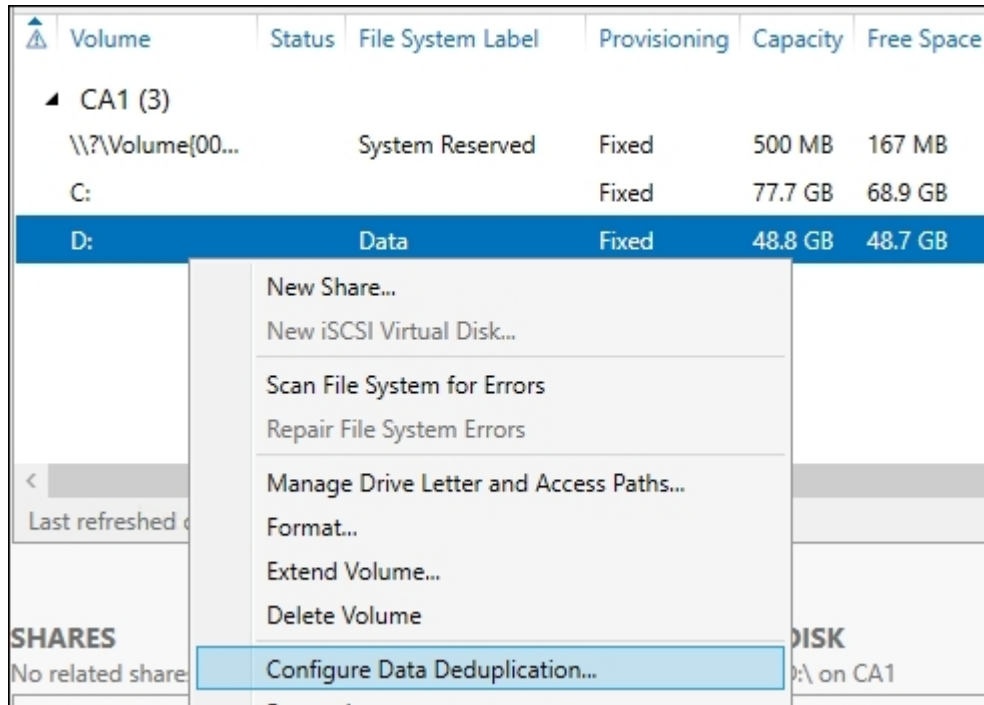 Volume Status File System Label Provisioning Capacity Free Space
CA1 (3)
\\?\Volume{00... System Reserved Fixed 500 MB 167 MB
C: Fixed 77.7 GB 68.9 GB
D: Data Fixed 48.8 GB 48.7 GB
New Share...
New iSCSI Virtual Disk...
Scan File System for Errors
Repair File System Errors
Manage Drive Letter and Access Paths...
Last refreshed
Format...
Extend Volume...
Delete Volume
SHARES DISK
Configure Data Deduplication...
No related share :\ on CA1